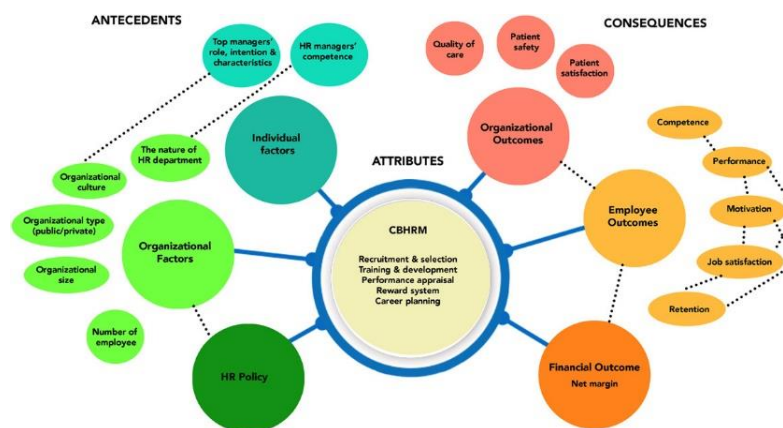 ANTECEDENTS
CONSEQUENCES
Top managers'
role, intention &
characteristics
HR managers'
competence
Individual
factors
The nature of
HR department
Organizational
culture
Organizational type
(public/private)
Organizational
size
Number of
employee
Organizational
Factors
HR Policy
ATTRIBUTES
CBHRM
Recruitment & selection
Training & development
Performance appraisal
Reward system
Career planning
Quality of
care
Patient
safety
Patient
satisfaction
Organizational
Outcomes
Employee
Outcomes
Competence
Performance
Motivation
Job satisfaction
Retention
Financial Outcome
Net margin